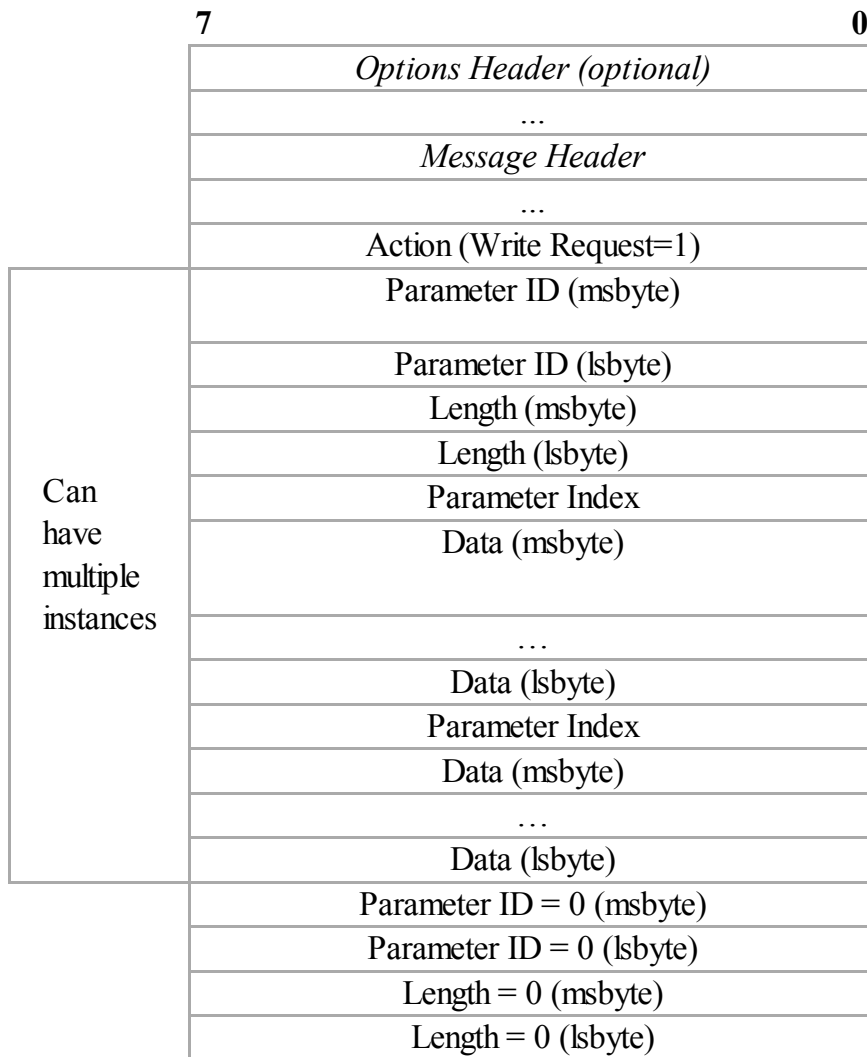 7 0
Options Header (optional)
...
Message Header
...
Action (Write Request=1)
Parameter ID (msbyte)
Parameter ID (lsbyte)
Length (msbyte)
Length (lsbyte)
Parameter Index
Can
have
multiple
instances
Data (msbyte)
...
Data (lsbyte)
Parameter Index
Data (msbyte)
...
Data (lsbyte)
Parameter ID = 0 (msbyte)
Parameter ID = 0 (lsbyte)
Length = 0 (msbyte)
Length = 0 (lsbyte)